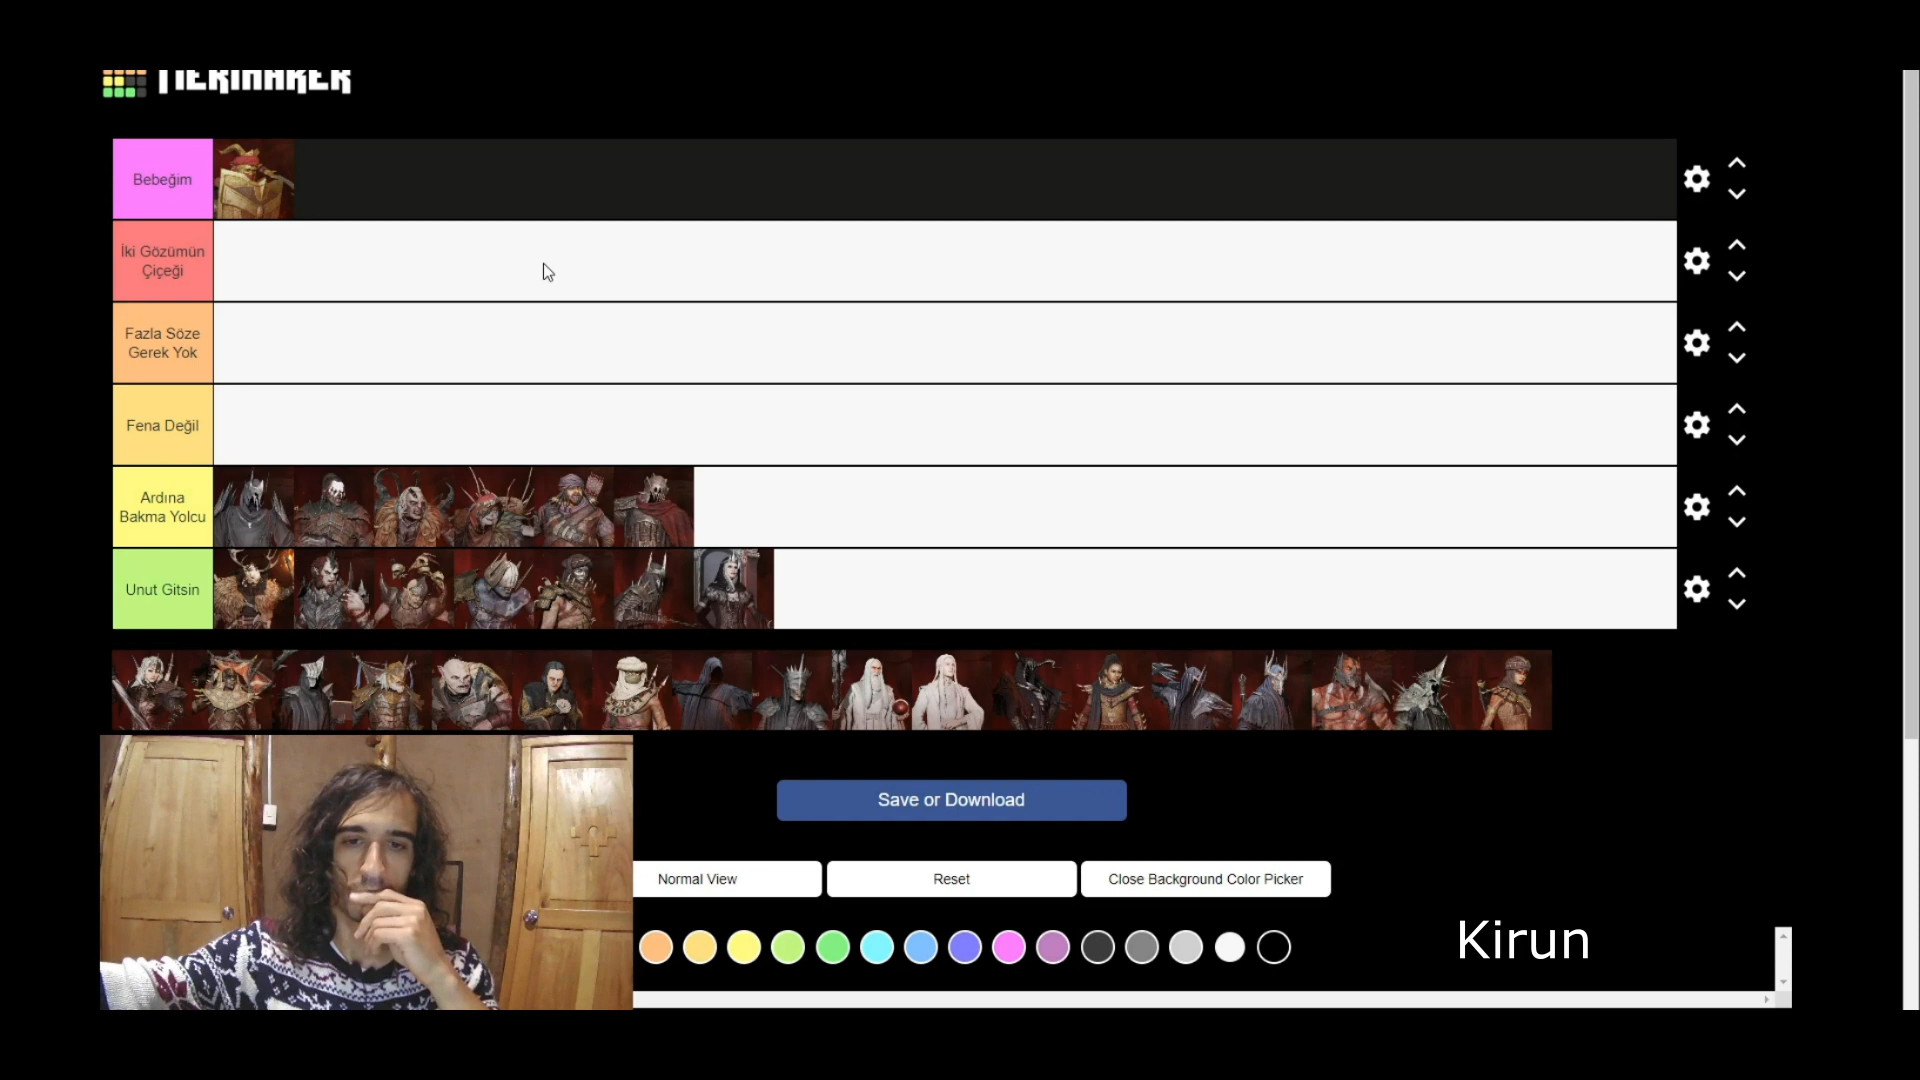 TIERMAKER
Bebeğim
İki Gözümün
Çiçeği
Fazla Söze
Gerek Yok
Fena Değil
Ardına
Bakma Yolcu
Unut Gitsin
Save or Download
Normal View
Reset
Close Background Color Picker
Kirun